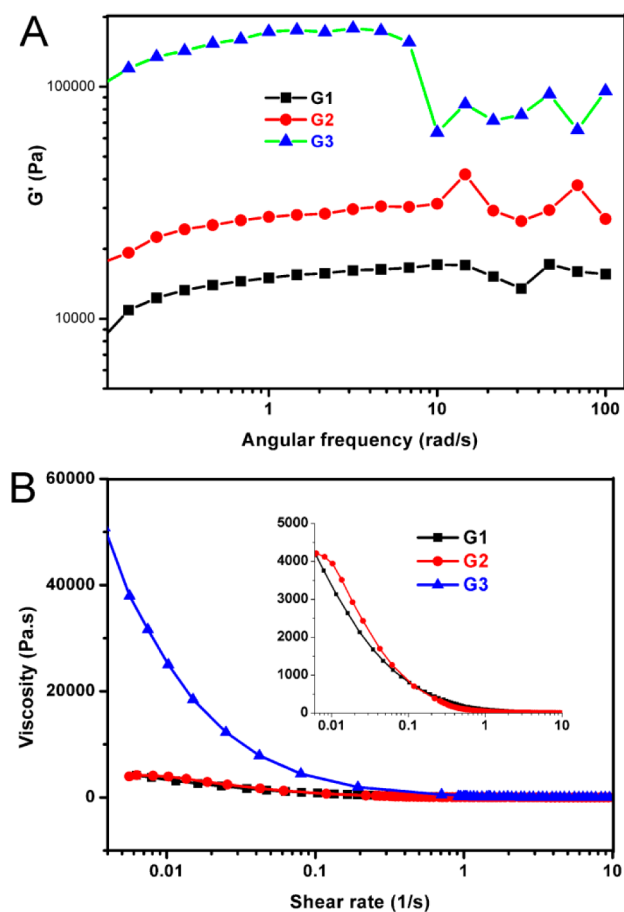 A
100000
10000
G' (Pa)
G1
G2
G3
1
10
100
Angular frequency (rad/s)
B
60000
40000
20000
0
Viscosity (Pa.s)
5000
4000
3000
2000
1000
0
0.01
0.1
1
10
G1
G2
G3
0.01
0.1
1
10
Shear rate (1/s)